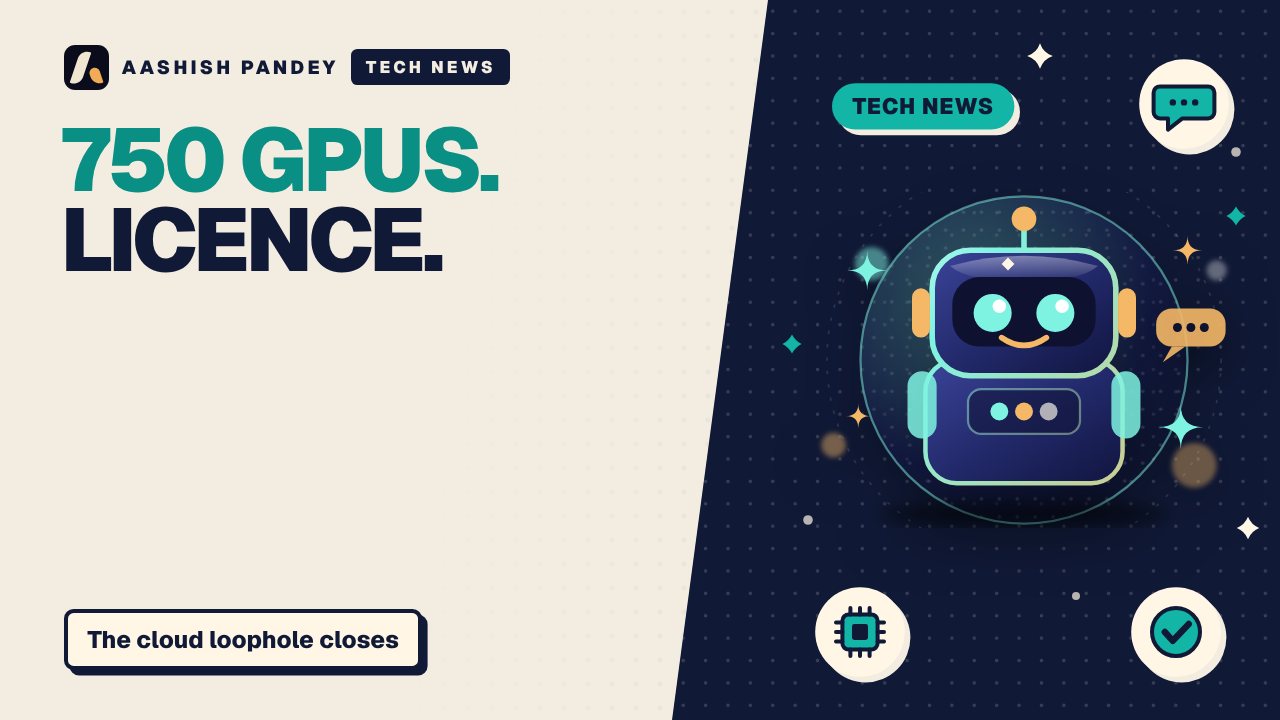 AASHISH PANDEY TECH NEWS
750 GPUS.
LICENCE.
The cloud loophole closes
TECH NEWS